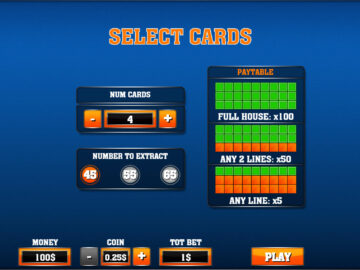 SELECT CARDS
NUM CARDS
- 4 +
NUMBER TO EXTRACT
45 55 65
PAYTABLE
FULL HOUSE: x100
ANY 2 LINES: x50
ANY LINE: x5
MONEY
100$
COIN
- 0.25$ +
TOT BET
1$
PLAY